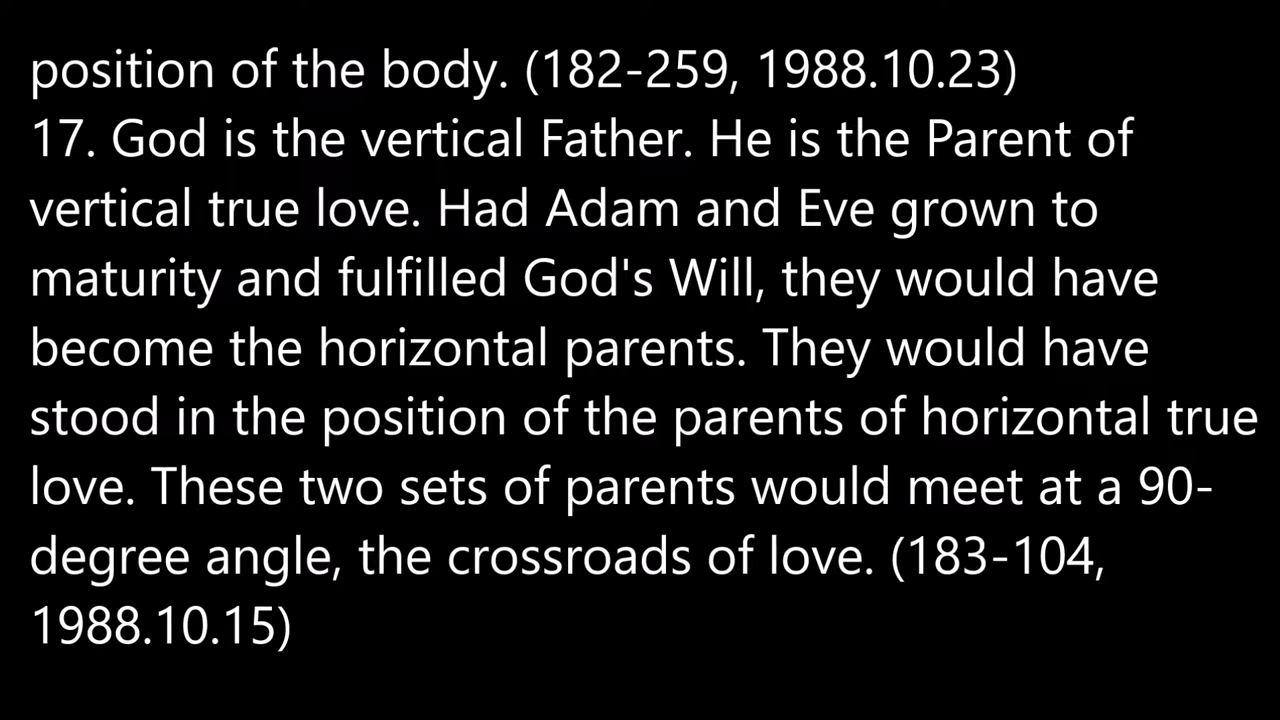 position of the body. (182-259, 1988.10.23)
17. God is the vertical Father. He is the Parent of
vertical true love. Had Adam and Eve grown to
maturity and fulfilled God's Will, they would have
become the horizontal parents. They would have
stood in the position of the parents of horizontal true
love. These two sets of parents would meet at a 90-
degree angle, the crossroads of love. (183-104,
1988.10.15)